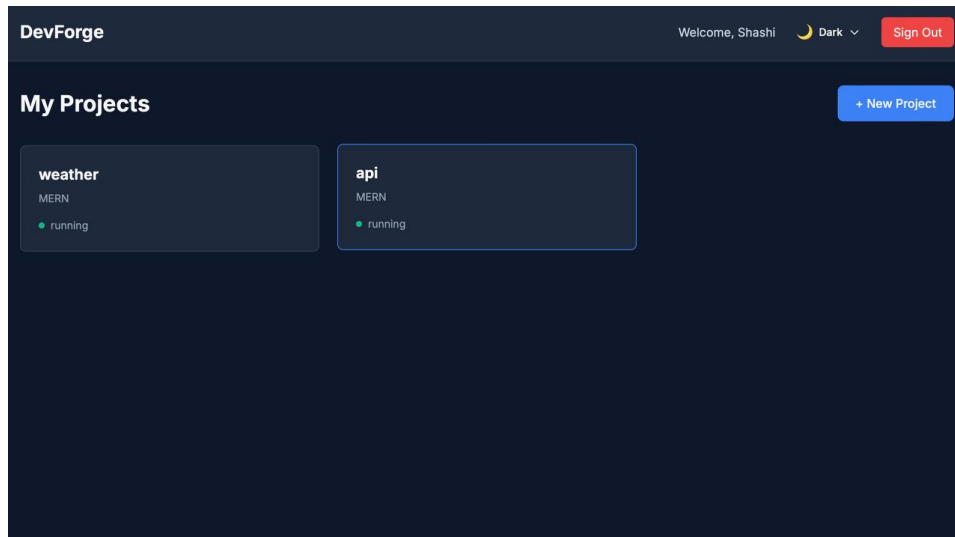 DevForge
Welcome, Shashi
Dark
Sign Out
My Projects
+ New Project
weather
MERN
running
api
MERN
running